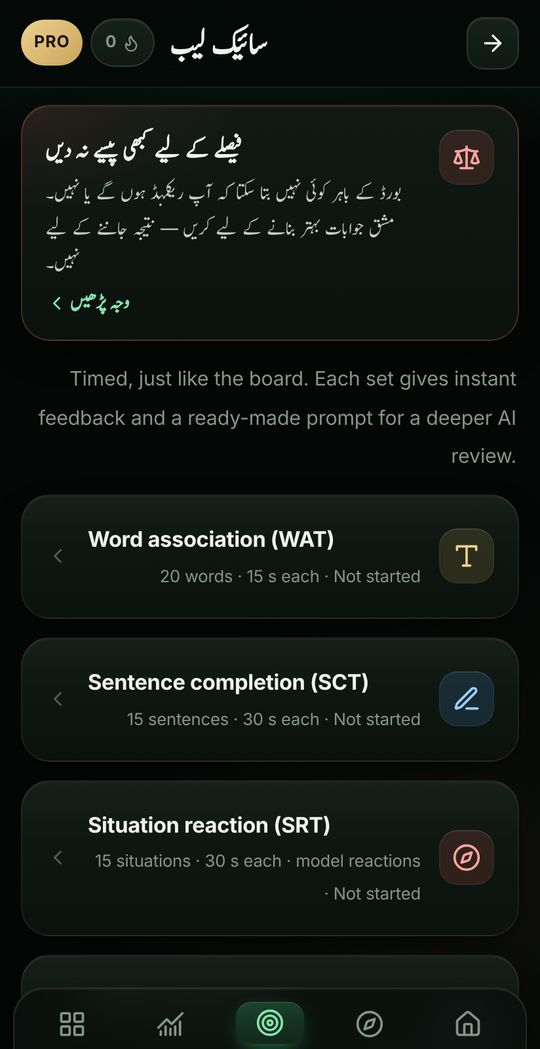 سائیک لیب
0
PRO
فیصلے کے لیے کبھی پیسے نہ دیں
بورڈ کے باہر کوئی نہیں بتا سکتا کہ آپ ریکمنڈ ہوں گے یا نہیں۔
مشق جوابات بہتر بنانے کے لیے کریں — نتیجہ جاننے کے لیے
نہیں۔
وجہ پڑھیں
Timed, just like the board. Each set gives instant
feedback and a ready-made prompt for a deeper AI
review.
Word association (WAT)
20 words · 15 s each · Not started
Sentence completion (SCT)
15 sentences · 30 s each · Not started
Situation reaction (SRT)
15 situations · 30 s each · model reactions
· Not started